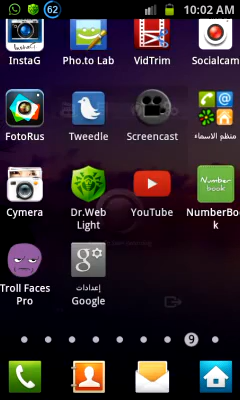 62 10:02 AM
InstaG Pho.to Lab VidTrim Socialcam
FotoRus Tweedle Screencast منظم الاسماء
Number
book
Cymera Dr.Web Light YouTube NumberBook
Troll Faces Pro إعدادات Google
9